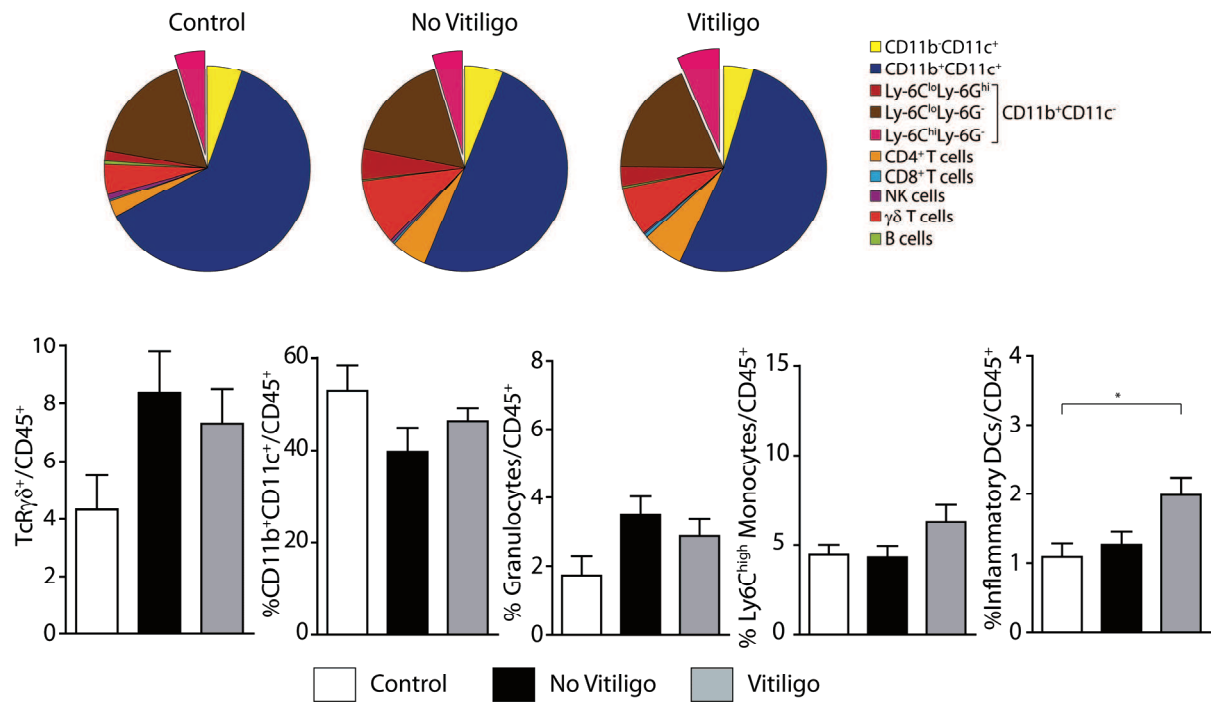 Control No Vitiligo Vitiligo
CD11b⁻CD11c⁺
CD11b⁺CD11c⁺
Ly-6CˡᵒLy-6Gʰⁱ
Ly-6CˡᵒLy-6G⁻ CD11b⁺CD11c⁻
Ly-6CʰⁱLy-6G⁻
CD4⁺ T cells
CD8⁺ T cells
NK cells
γδ T cells
B cells
TcRγδ⁺/CD45⁺
10
8
6
4
2
0
%CD11b⁺CD11c⁺/CD45⁺
60
40
20
0
% Granulocytes/CD45⁺
8
6
4
2
0
% Ly6Cʰⁱᵍʰ Monocytes/CD45⁺
15
10
5
0
%Inflammatory DCs/CD45⁺
4
3
2
1
0
*
Control No Vitiligo Vitiligo